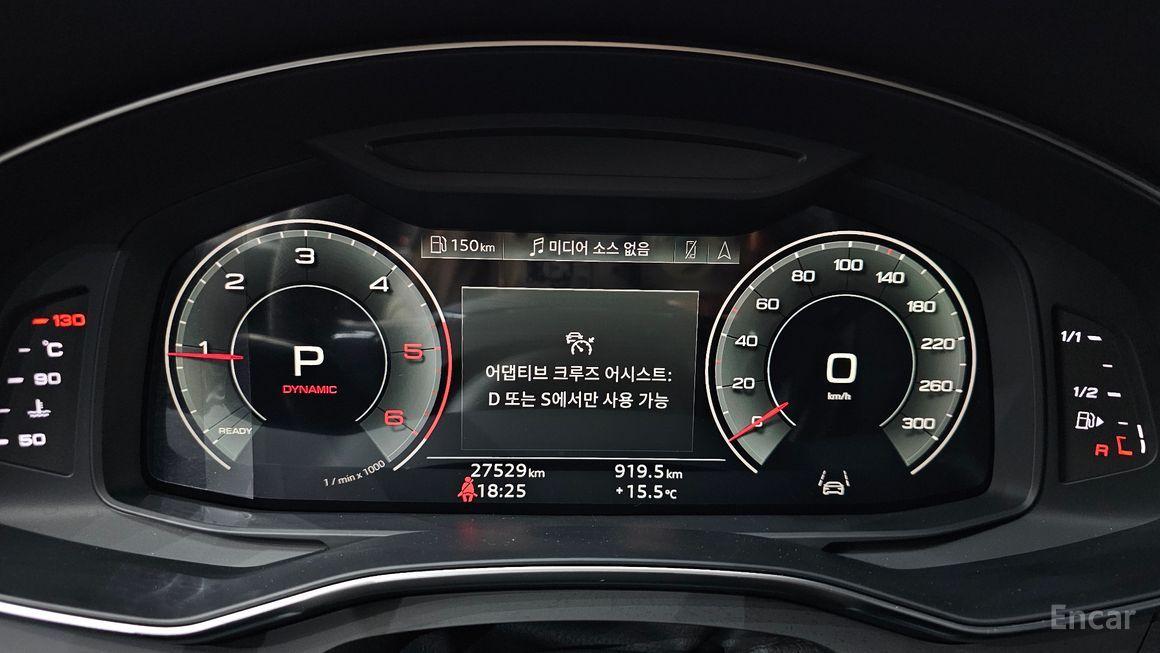 150km
미디어 소스 없음
1
2
3
4
5
6
READY
1 / min x 1000
P
DYNAMIC
어댑티브 크루즈 어시스트:
D 또는 S에서만 사용 가능
27529km
919.5km
18:25
+15.5°C
0
20
40
60
80
100
140
180
220
260
300
0
km/h
130
°C
90
50
1/1
1/2
R
Encar